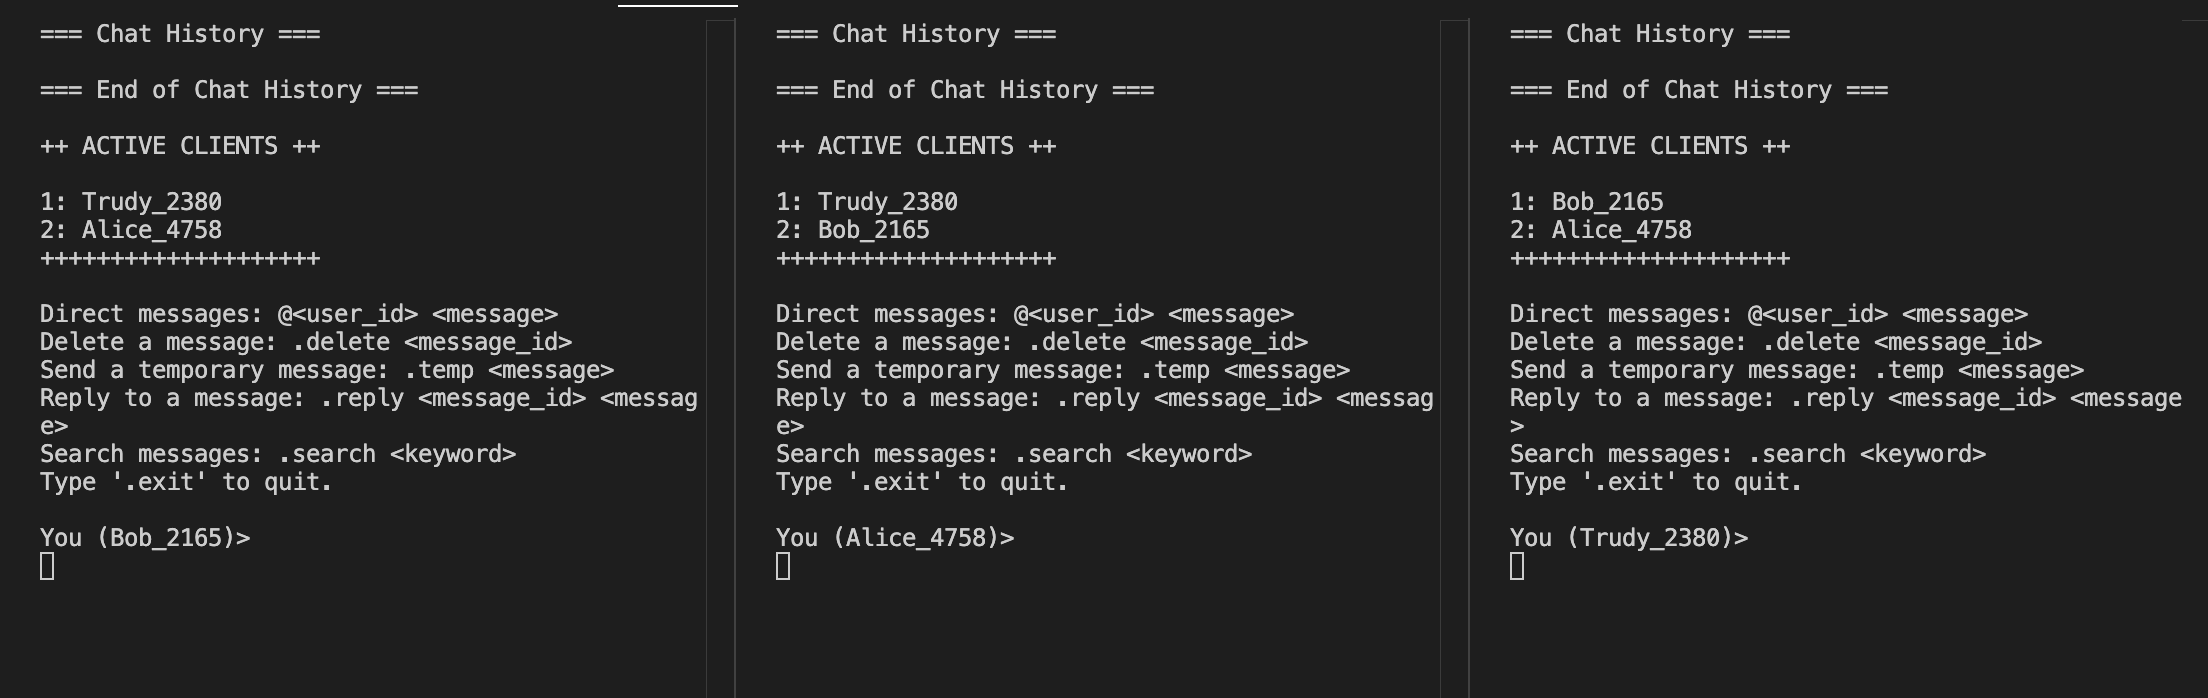 === Chat History ===
=== End of Chat History ===
++ ACTIVE CLIENTS ++
1: Trudy_2380
2: Alice_4758
++++++++++++++++++++
Direct messages: @<user_id> <message>
Delete a message: .delete <message_id>
Send a temporary message: .temp <message>
Reply to a message: .reply <message_id> <messag
e>
Search messages: .search <keyword>
Type '.exit' to quit.
You (Bob_2165)>
=== Chat History ===
=== End of Chat History ===
++ ACTIVE CLIENTS ++
1: Trudy_2380
2: Bob_2165
++++++++++++++++++++
Direct messages: @<user_id> <message>
Delete a message: .delete <message_id>
Send a temporary message: .temp <message>
Reply to a message: .reply <message_id> <messag
e>
Search messages: .search <keyword>
Type '.exit' to quit.
You (Alice_4758)>
=== Chat History ===
=== End of Chat History ===
++ ACTIVE CLIENTS ++
1: Bob_2165
2: Alice_4758
++++++++++++++++++++
Direct messages: @<user_id> <message>
Delete a message: .delete <message_id>
Send a temporary message: .temp <message>
Reply to a message: .reply <message_id> <message
>
Search messages: .search <keyword>
Type '.exit' to quit.
You (Trudy_2380)>